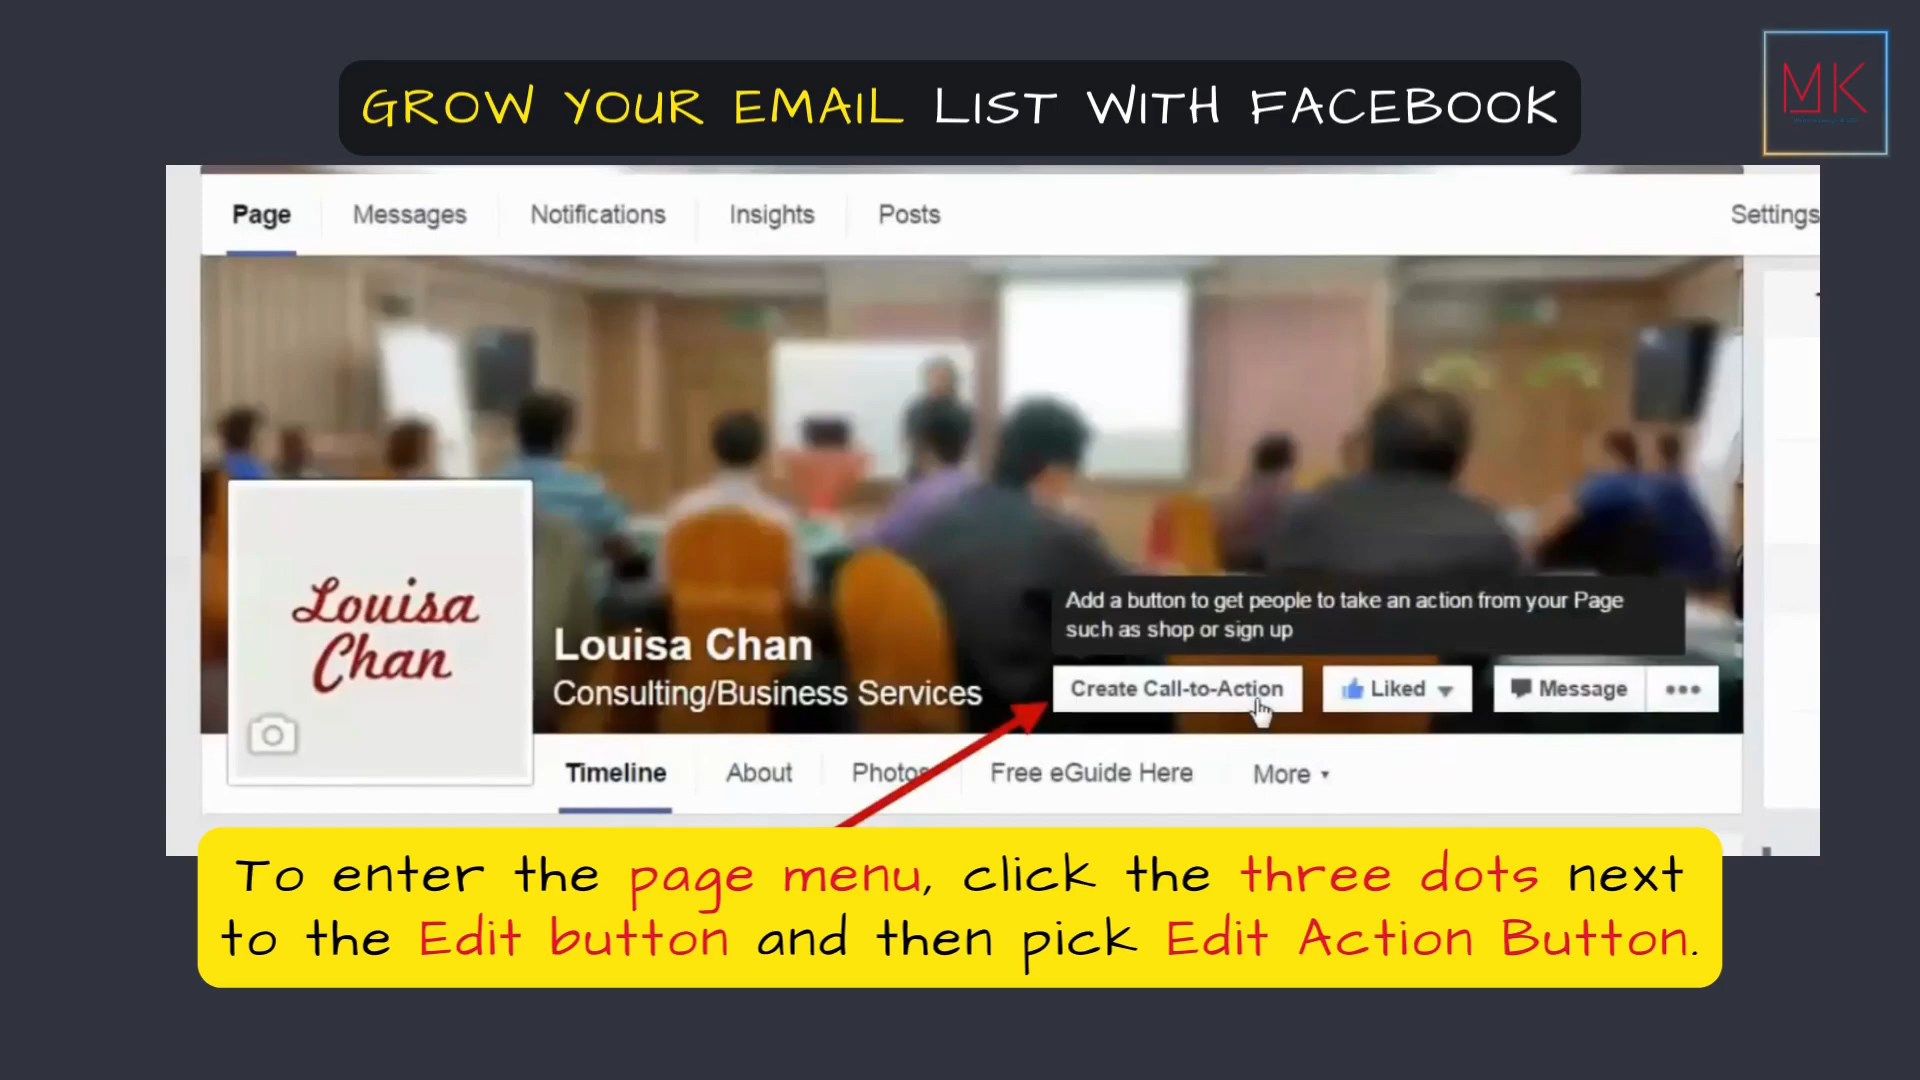 GROW YOUR EMAIL LIST WITH FACEBOOK
MK
Page Messages Notifications Insights Posts Settings
Louisa
Chan
Add a button to get people to take an action from your Page
such as shop or sign up
Louisa Chan
Consulting/Business Services
Create Call-to-Action Liked Message
Timeline About Photos Free eGuide Here More
To enter the page menu, click the three dots next
to the Edit button and then pick Edit Action Button.